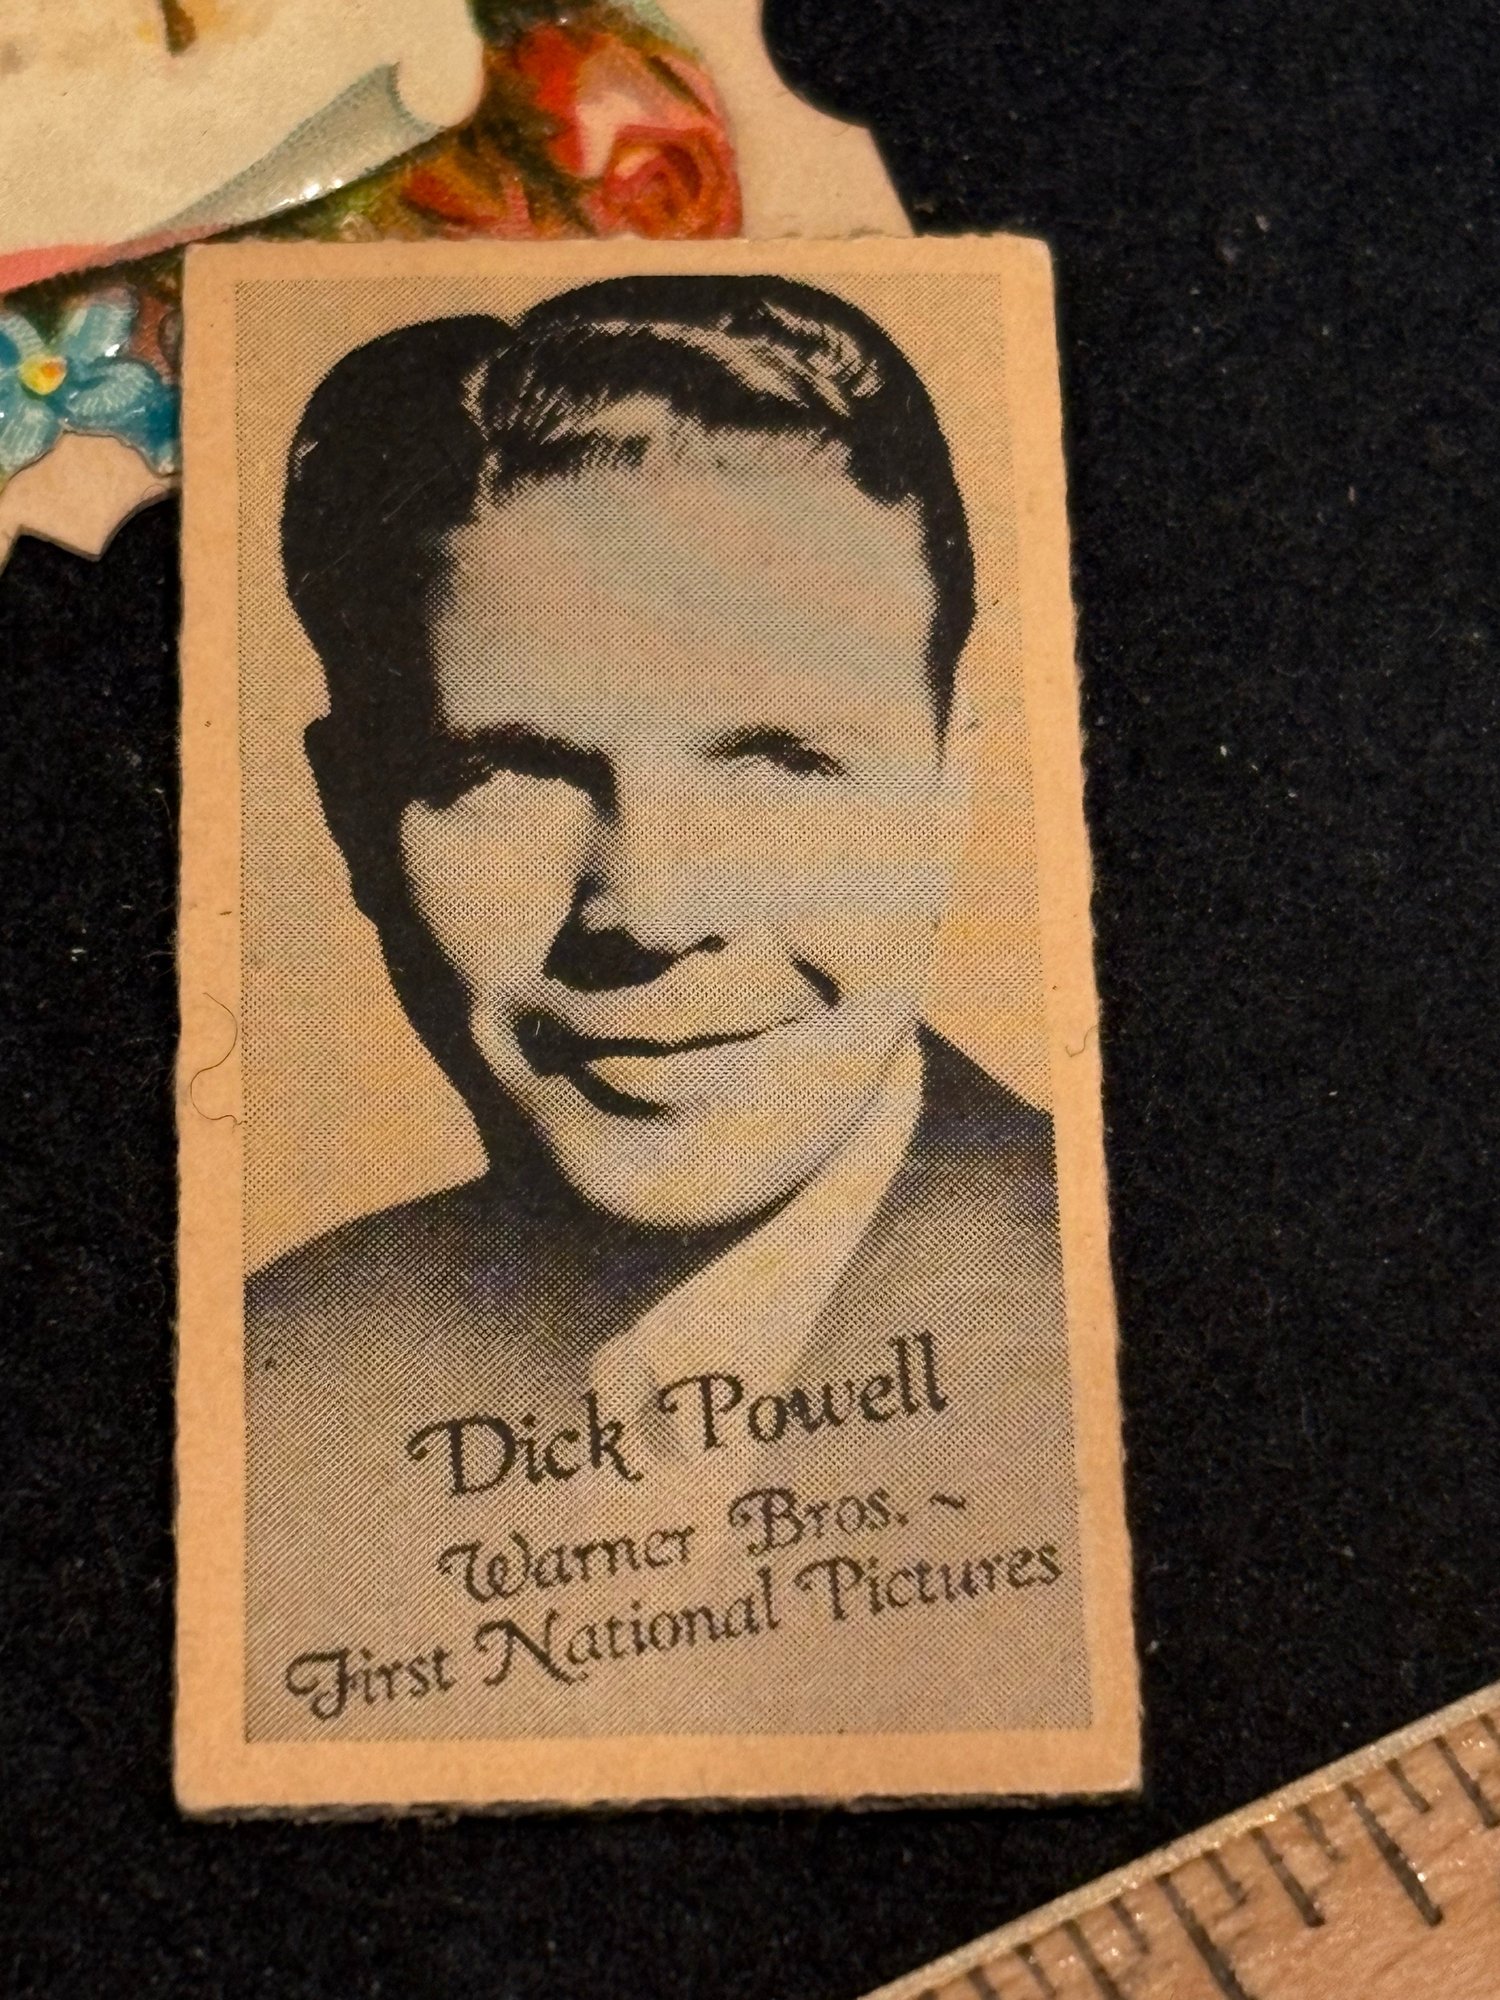 Dick Powell
Warner Bros. ~
First National Pictures